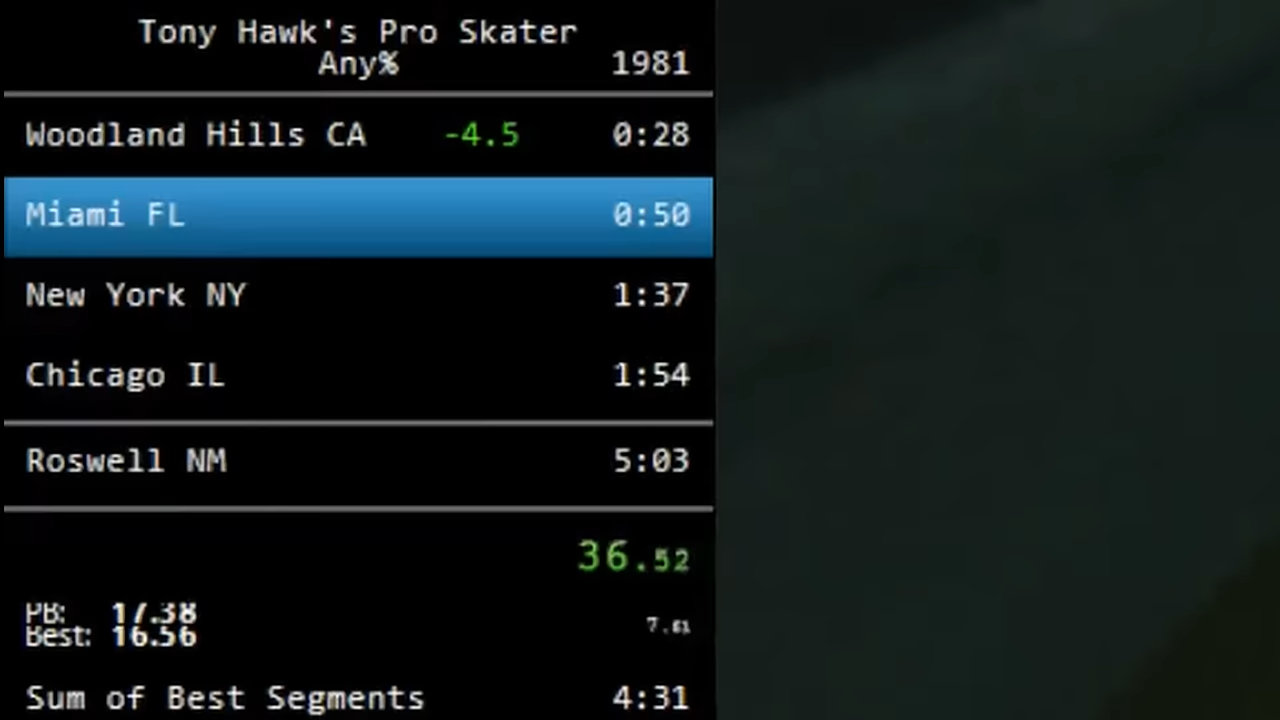 Tony Hawk's Pro Skater
Any% 1981
Woodland Hills CA -4.5 0:28
Miami FL 0:50
New York NY 1:37
Chicago IL 1:54
Roswell NM 5:03
36.52
PB: 17.38
Best: 16.56
7.61
Sum of Best Segments 4:31